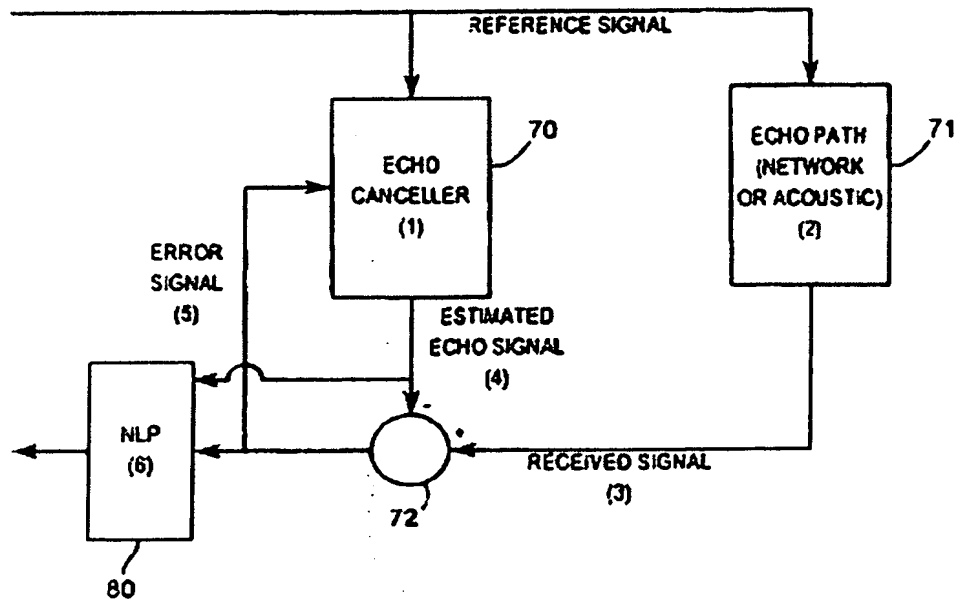 REFERENCE SIGNAL
70
ECHO
CANCELLER
(1)
ECHO PATH
(NETWORK
OR ACOUSTIC)
(2)
71
ERROR
SIGNAL
(5)
ESTIMATED
ECHO SIGNAL
(4)
-
+
NLP
(6)
RECEIVED SIGNAL
(3)
72
80